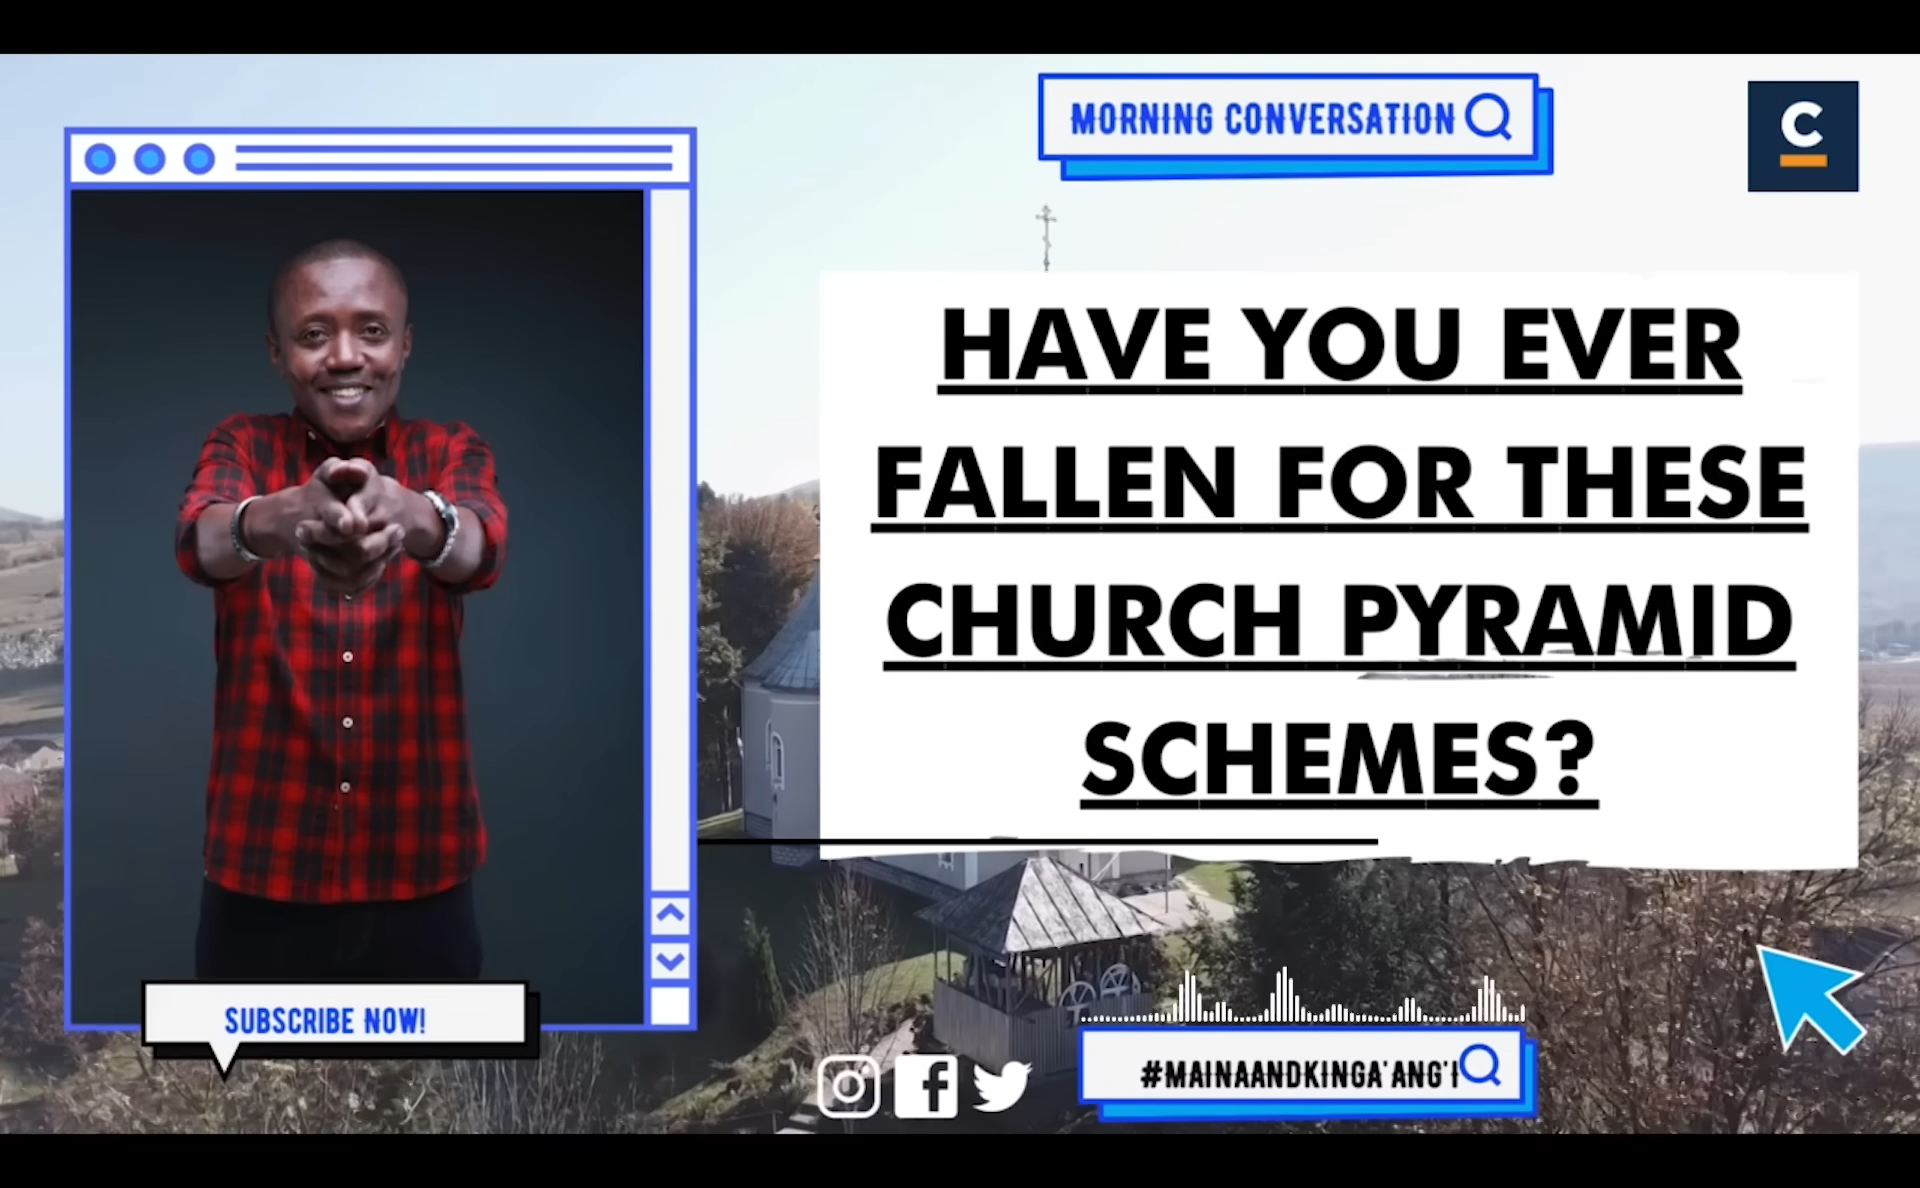 MORNING CONVERSATION
C
HAVE YOU EVER
FALLEN FOR THESE
CHURCH PYRAMID
SCHEMES?
SUBSCRIBE NOW!
#MAINAANDKINGA'ANG'I